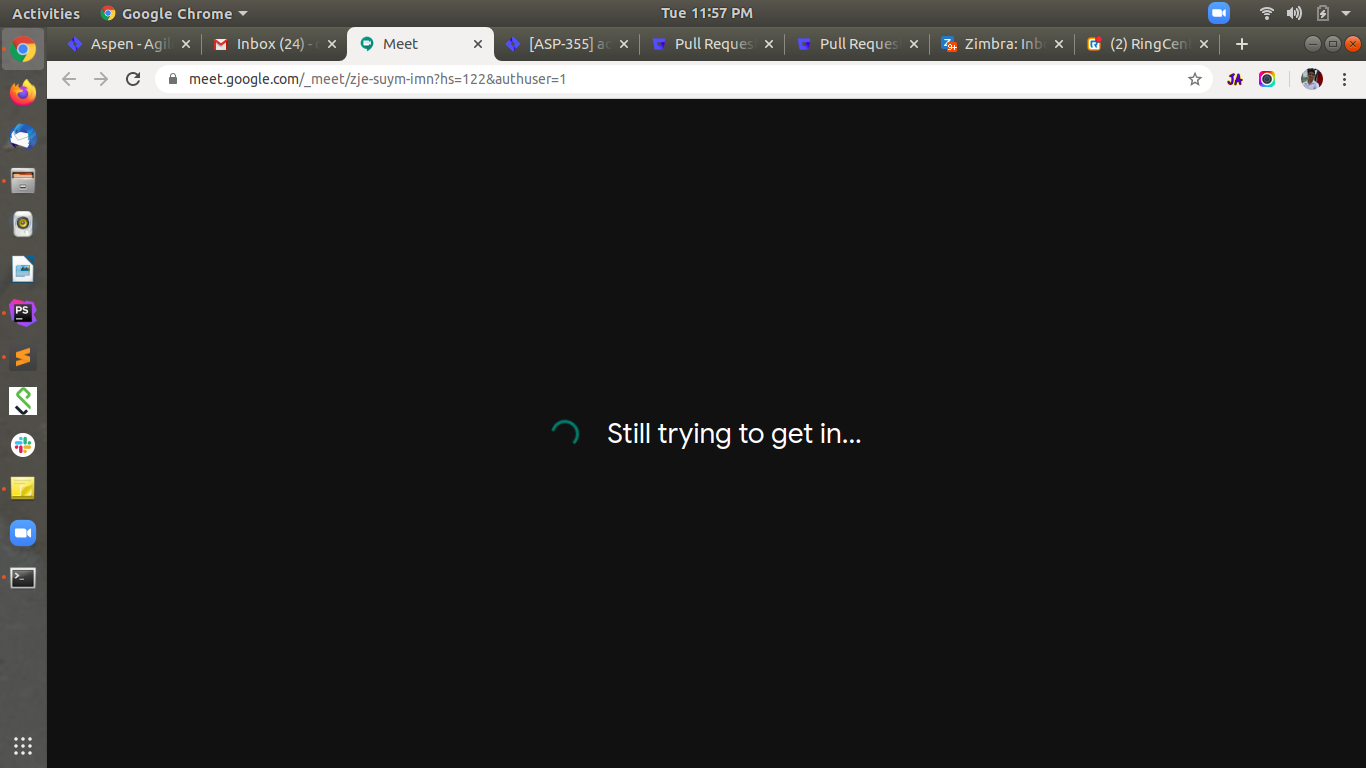 Activities
Google Chrome
Tue 11:57 PM
Aspen - Agil
Inbox (24) -
Meet
[ASP-355] ac
Pull Reques
Pull Reques
Zimbra: Inb
(2) RingCen
meet.google.com/_meet/zje-suym-imn?hs=122&authuser=1
JA
Still trying to get in...
PS